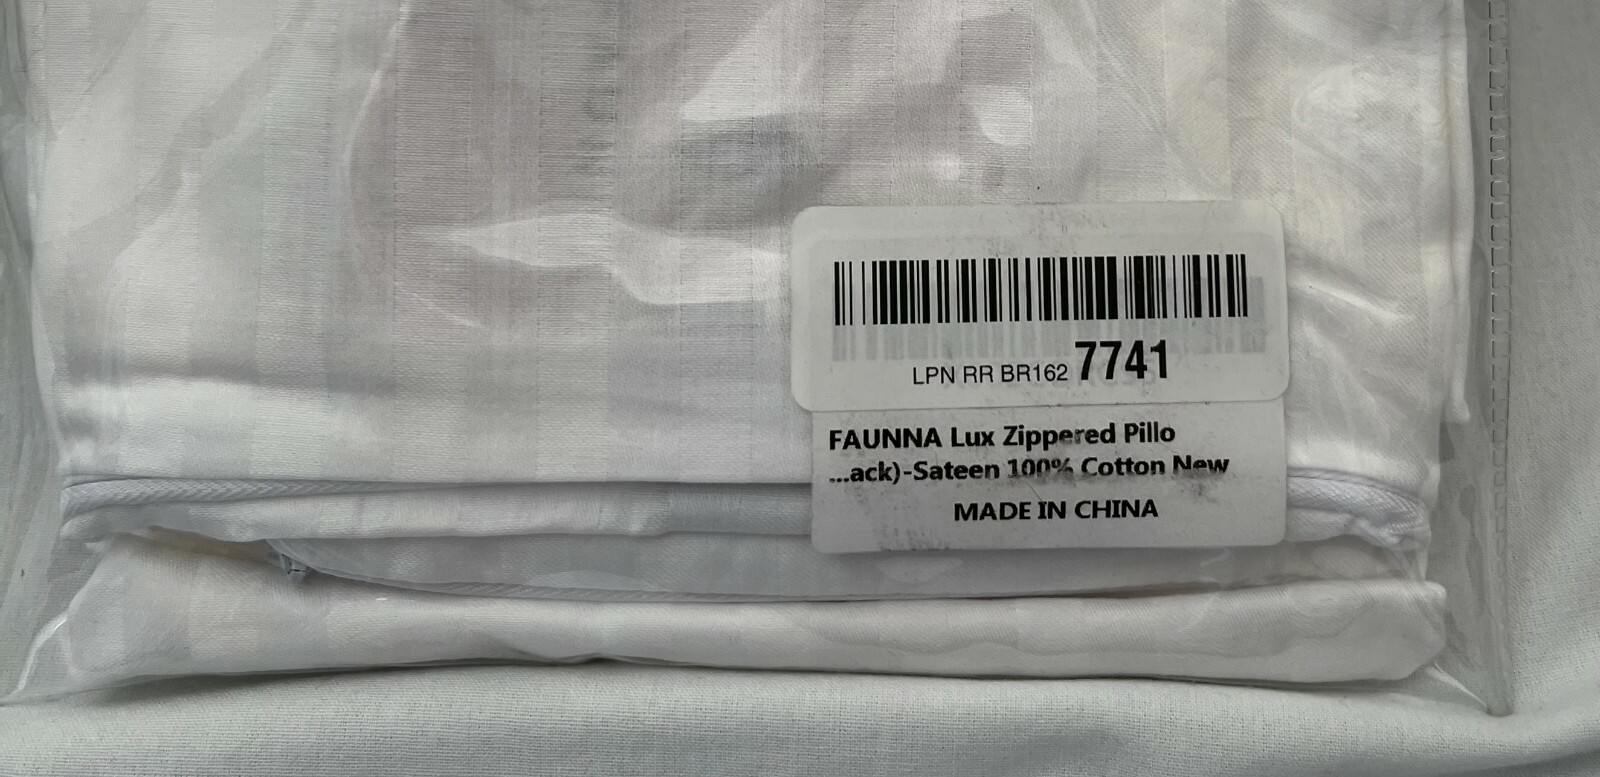 LPN RR BR162 7741
FAUNNA Lux Zippered Pillo
...ack)-Sateen 100% Cotton New
MADE IN CHINA